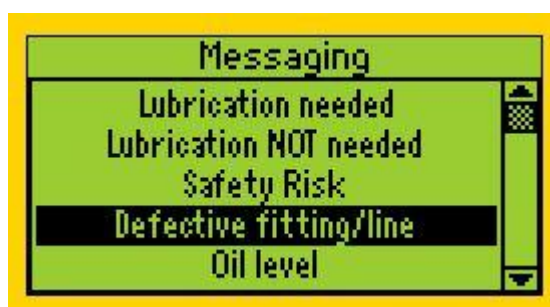 Messaging
Lubrication needed
Lubrication NOT needed
Safety Risk
Defective fitting/line
Oil level